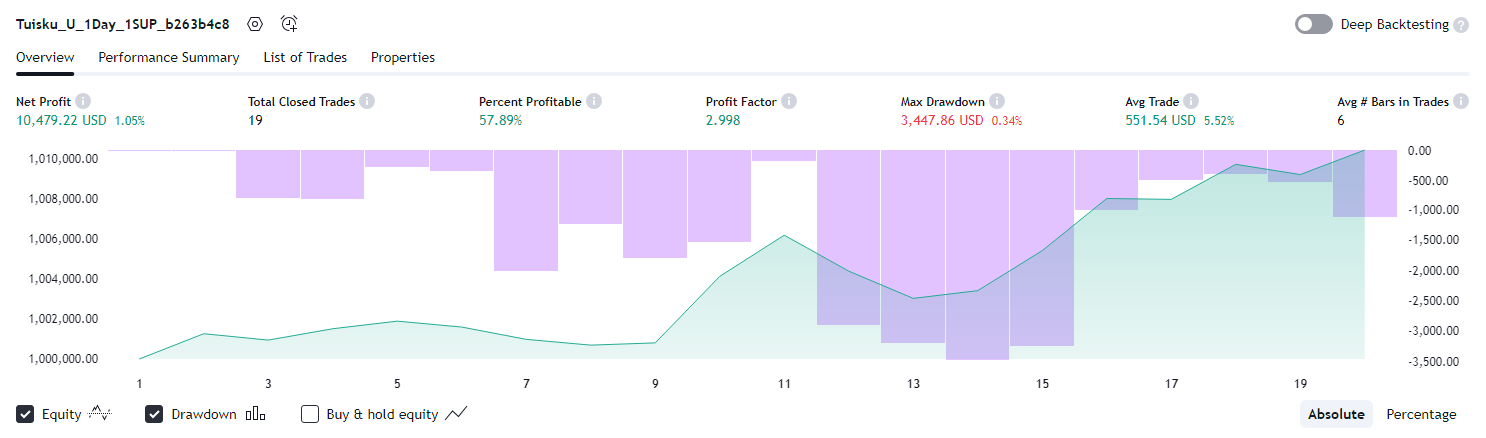 Tuisku_U_1Day_1SUP_b263b4c8 Deep Backtesting ?
Overview Performance Summary List of Trades Properties
Net Profit Total Closed Trades Percent Profitable Profit Factor Max Drawdown Avg Trade Avg # Bars in Trades
10,479.22 USD 1.05% 19 57.89% 2.998 3,447.86 USD 0.34% 551.54 USD 5.52% 6
1,010,000.00 0.00
-500.00
1,008,000.00 -1,000.00
1,006,000.00 -1,500.00
1,004,000.00 -2,000.00
-2,500.00
1,002,000.00 -3,000.00
1,000,000.00 -3,500.00
1 3 5 7 9 11 13 15 17 19
Equity Drawdown Buy & hold equity Absolute Percentage